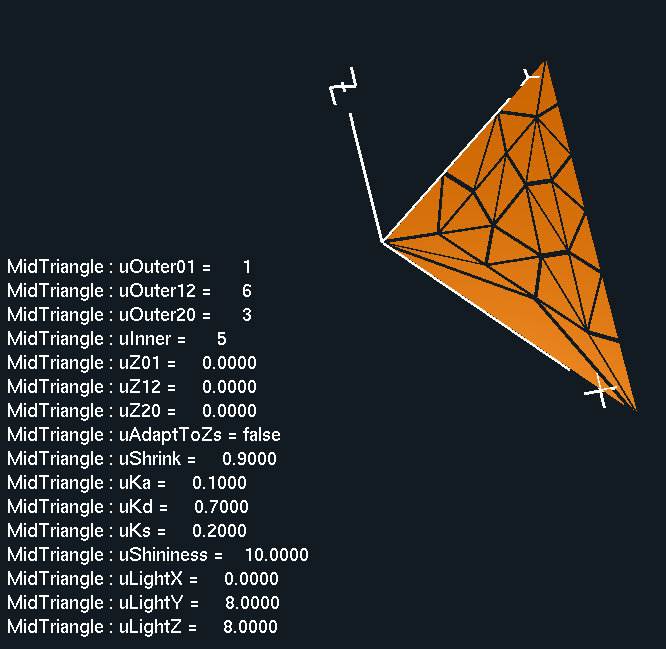 Z
Y
MidTriangle : uOuter01 = 1
MidTriangle : uOuter12 = 6
MidTriangle : uOuter20 = 3
MidTriangle : uInner = 5
MidTriangle : uZ01 = 0.0000
MidTriangle : uZ12 = 0.0000
MidTriangle : uZ20 = 0.0000
X
MidTriangle : uAdaptToZs = false
MidTriangle : uShrink = 0.9000
MidTriangle : uKa = 0.1000
MidTriangle : uKd = 0.7000
MidTriangle : uKs = 0.2000
MidTriangle : uShininess = 10.0000
MidTriangle : uLightX = 0.0000
MidTriangle : uLightY = 8.0000
MidTriangle : uLightZ = 8.0000